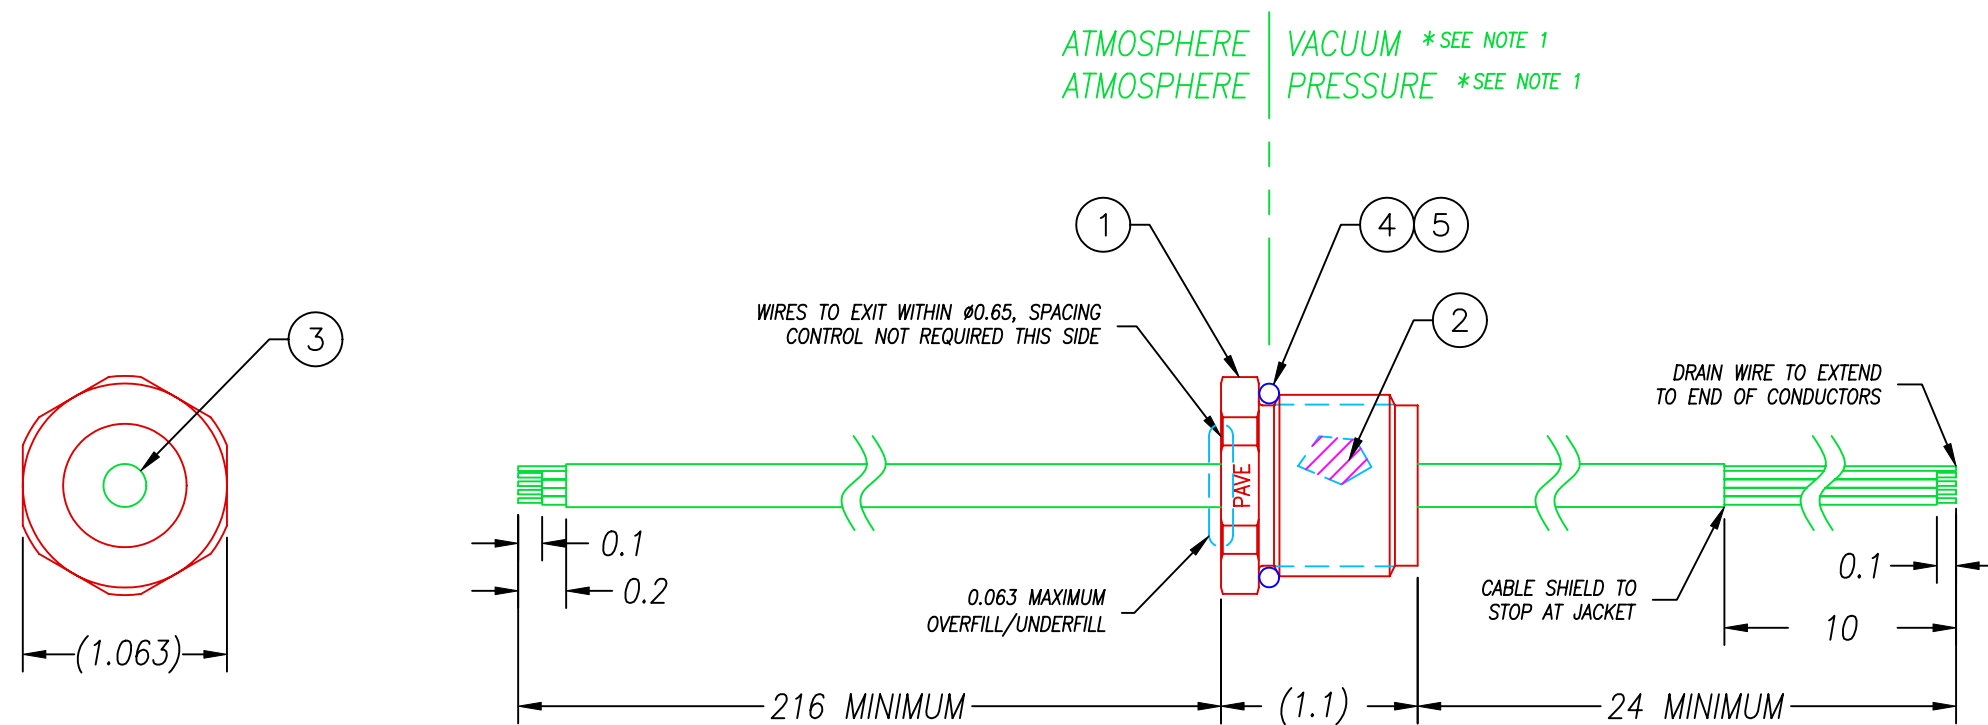 ATMOSPHERE VACUUM *SEE NOTE 1
ATMOSPHERE PRESSURE *SEE NOTE 1
1
4 5
3
2
WIRES TO EXIT WITHIN ø0.65, SPACING
CONTROL NOT REQUIRED THIS SIDE
DRAIN WIRE TO EXTEND
TO END OF CONDUCTORS
PAVE
0.1
0.2
0.063 MAXIMUM
OVERFILL/UNDERFILL
CABLE SHIELD TO
STOP AT JACKET
0.1
10
(1.063)
216 MINIMUM
(1.1)
24 MINIMUM